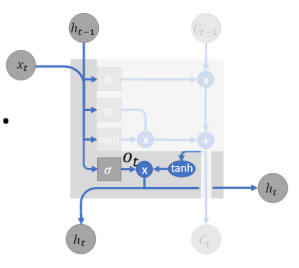 h_{t-1} C_{t-1}
x_t
σ x
σ
tanh x +
o_t
σ x tanh
h_t
h_t C_t